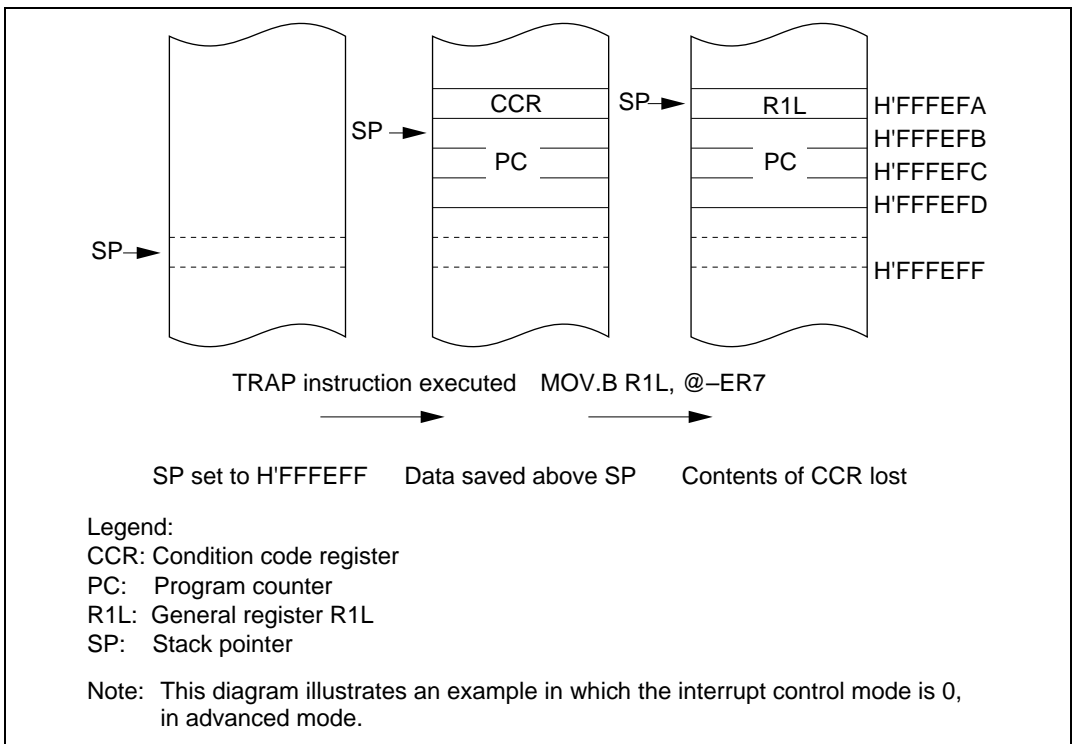 CCR
SP
R1L
H'FFFEFA
SP
H'FFFEFB
PC
PC
H'FFFEFC
H'FFFEFD
SP
H'FFFEFF
TRAP instruction executed
MOV.B R1L, @–ER7
SP set to H'FFFEFF
Data saved above SP
Contents of CCR lost
Legend:
CCR: Condition code register
PC: Program counter
R1L: General register R1L
SP: Stack pointer
Note: This diagram illustrates an example in which the interrupt control mode is 0,
in advanced mode.